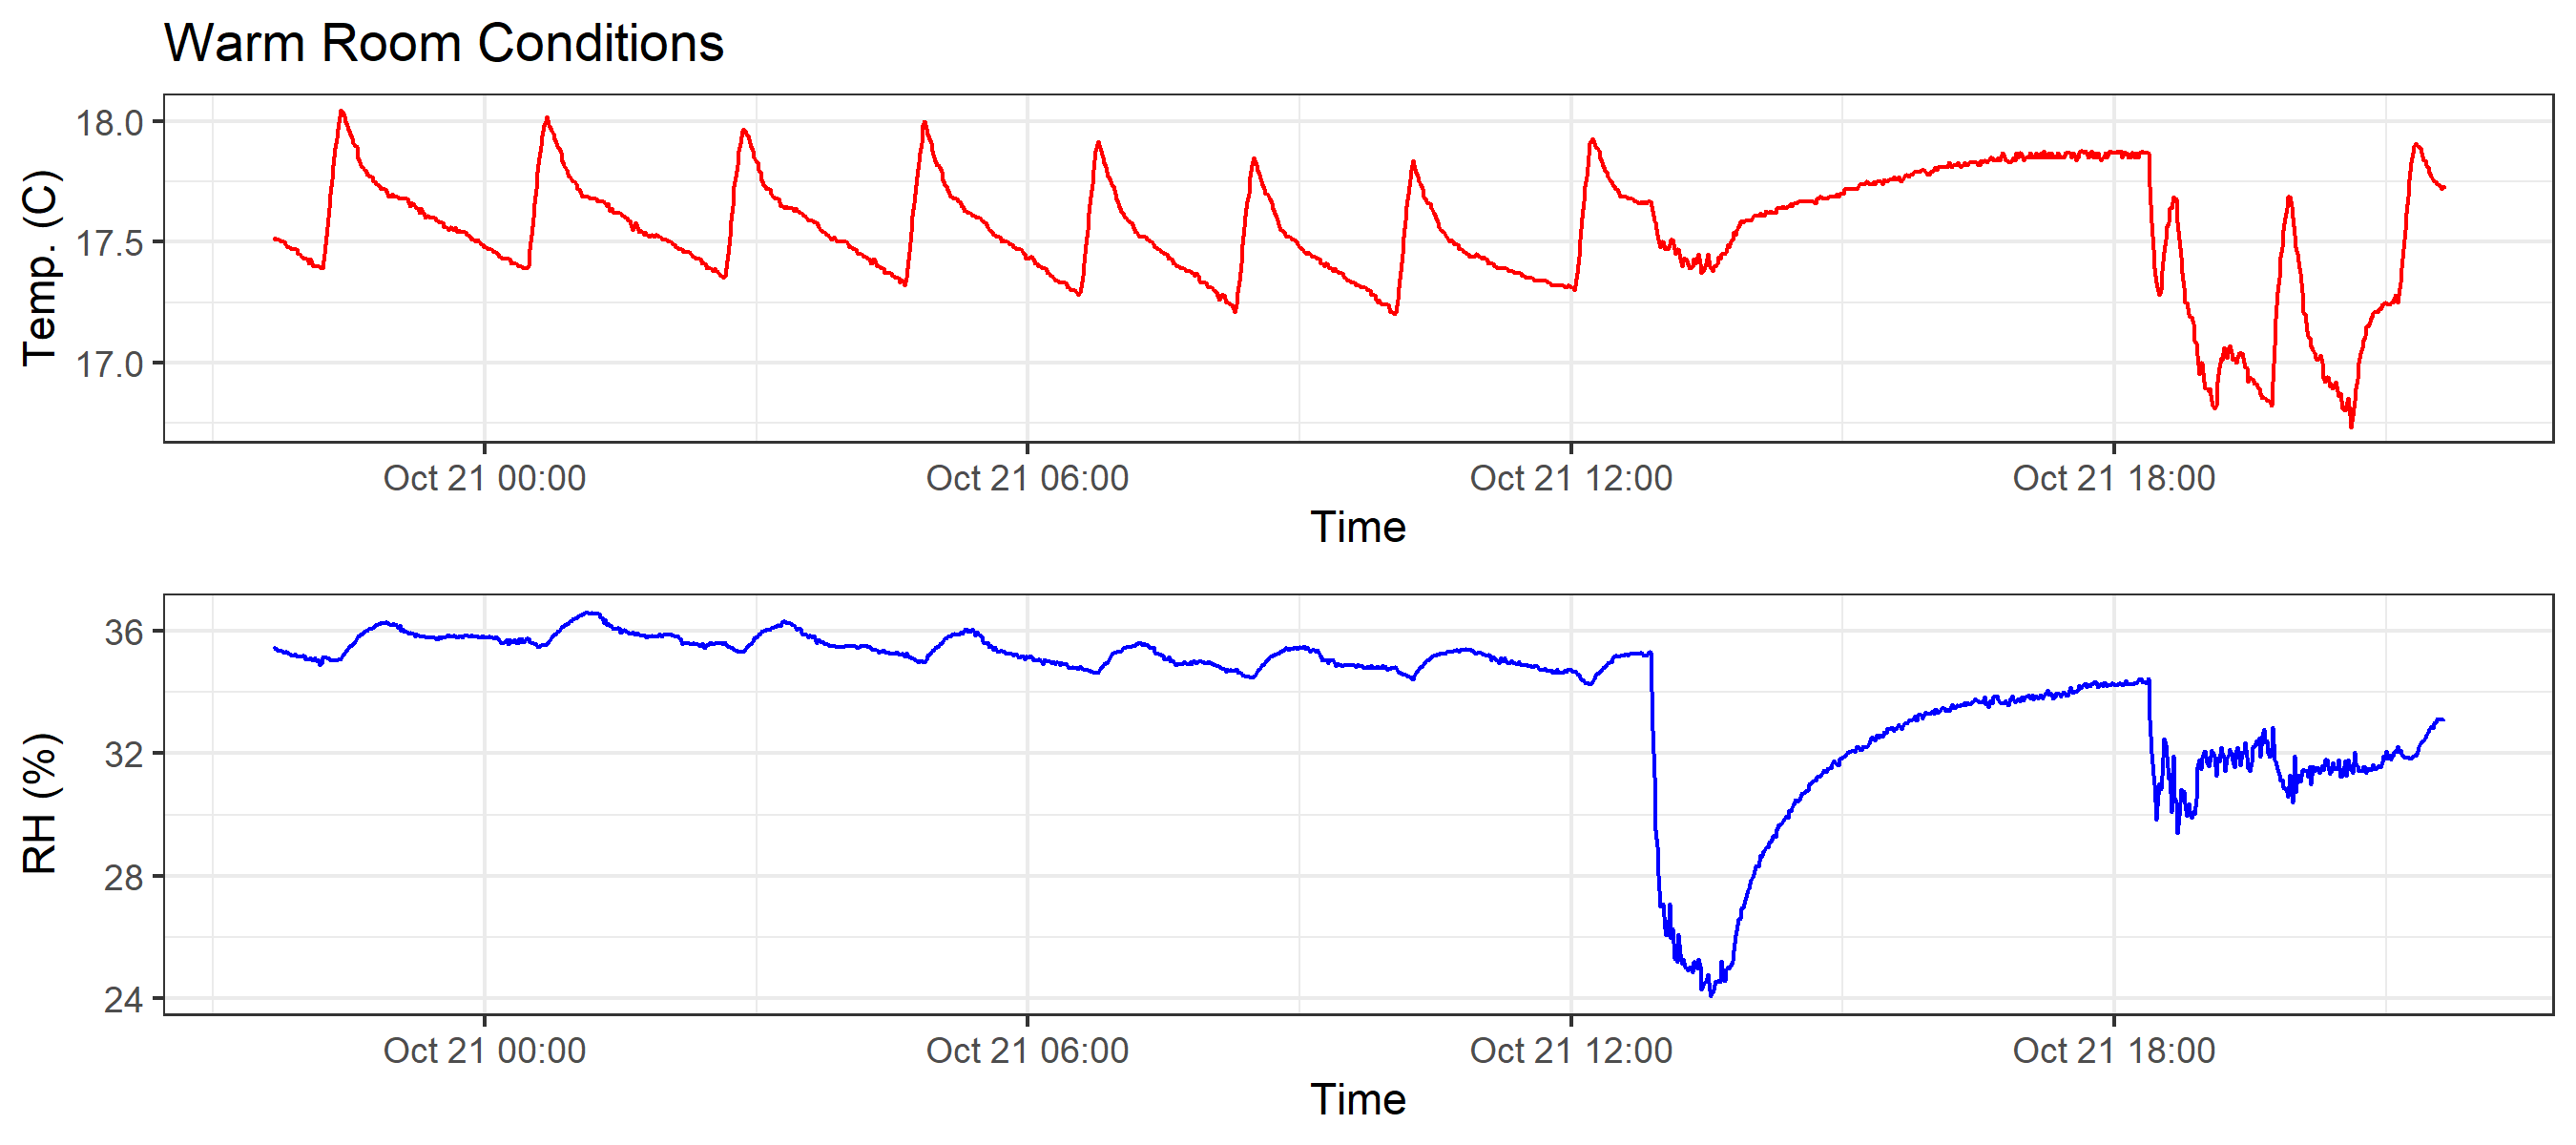 Warm Room Conditions
Temp. (C)
18.0
17.5
17.0
Oct 21 00:00 Oct 21 06:00 Oct 21 12:00 Oct 21 18:00
Time
RH (%)
36
32
28
24
Oct 21 00:00 Oct 21 06:00 Oct 21 12:00 Oct 21 18:00
Time